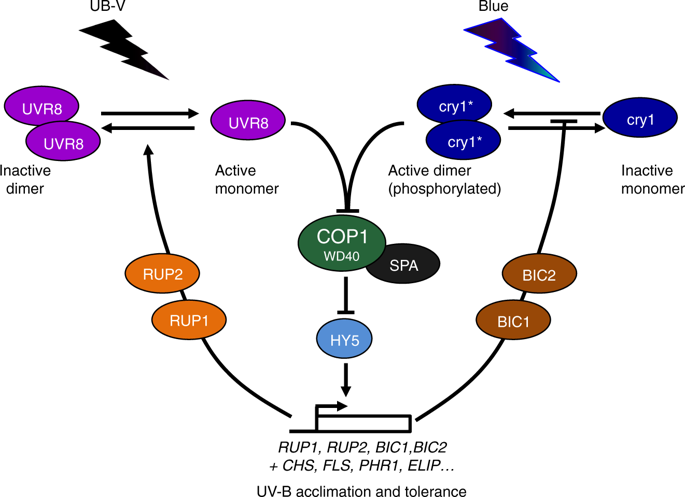 UB-V
Blue
UVR8
UVR8
UVR8
cry1*
cry1*
cry1
Inactive
dimer
Active
monomer
Active dimer
(phosphorylated)
Inactive
monomer
COP1
WD40
SPA
RUP2
RUP1
BIC2
BIC1
HY5
RUP1, RUP2, BIC1,BIC2
+ CHS, FLS, PHR1, ELIP…
UV-B acclimation and tolerance